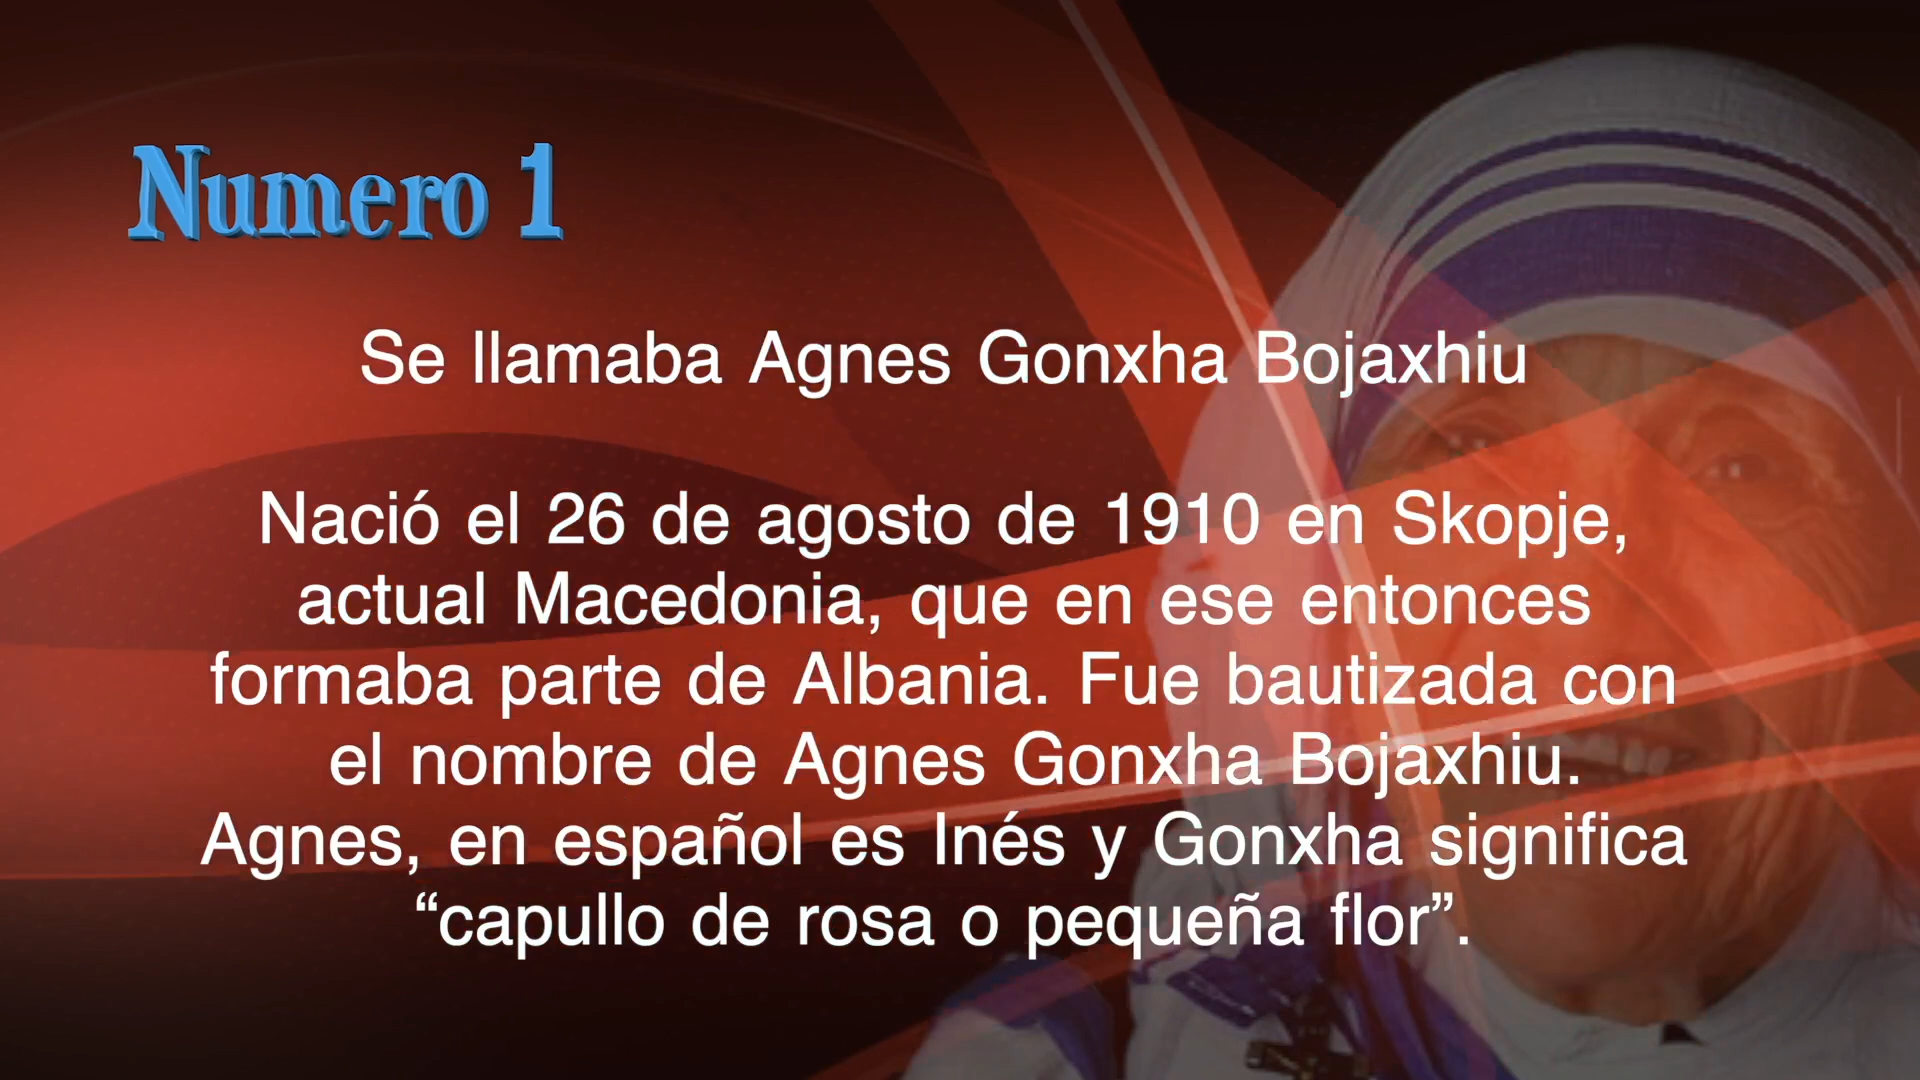 Numero 1
Se llamaba Agnes Gonxha Bojaxhiu
Nació el 26 de agosto de 1910 en Skopje,
actual Macedonia, que en ese entonces
formaba parte de Albania. Fue bautizada con
el nombre de Agnes Gonxha Bojaxhiu.
Agnes, en español es Inés y Gonxha significa
“capullo de rosa o pequeña flor”.